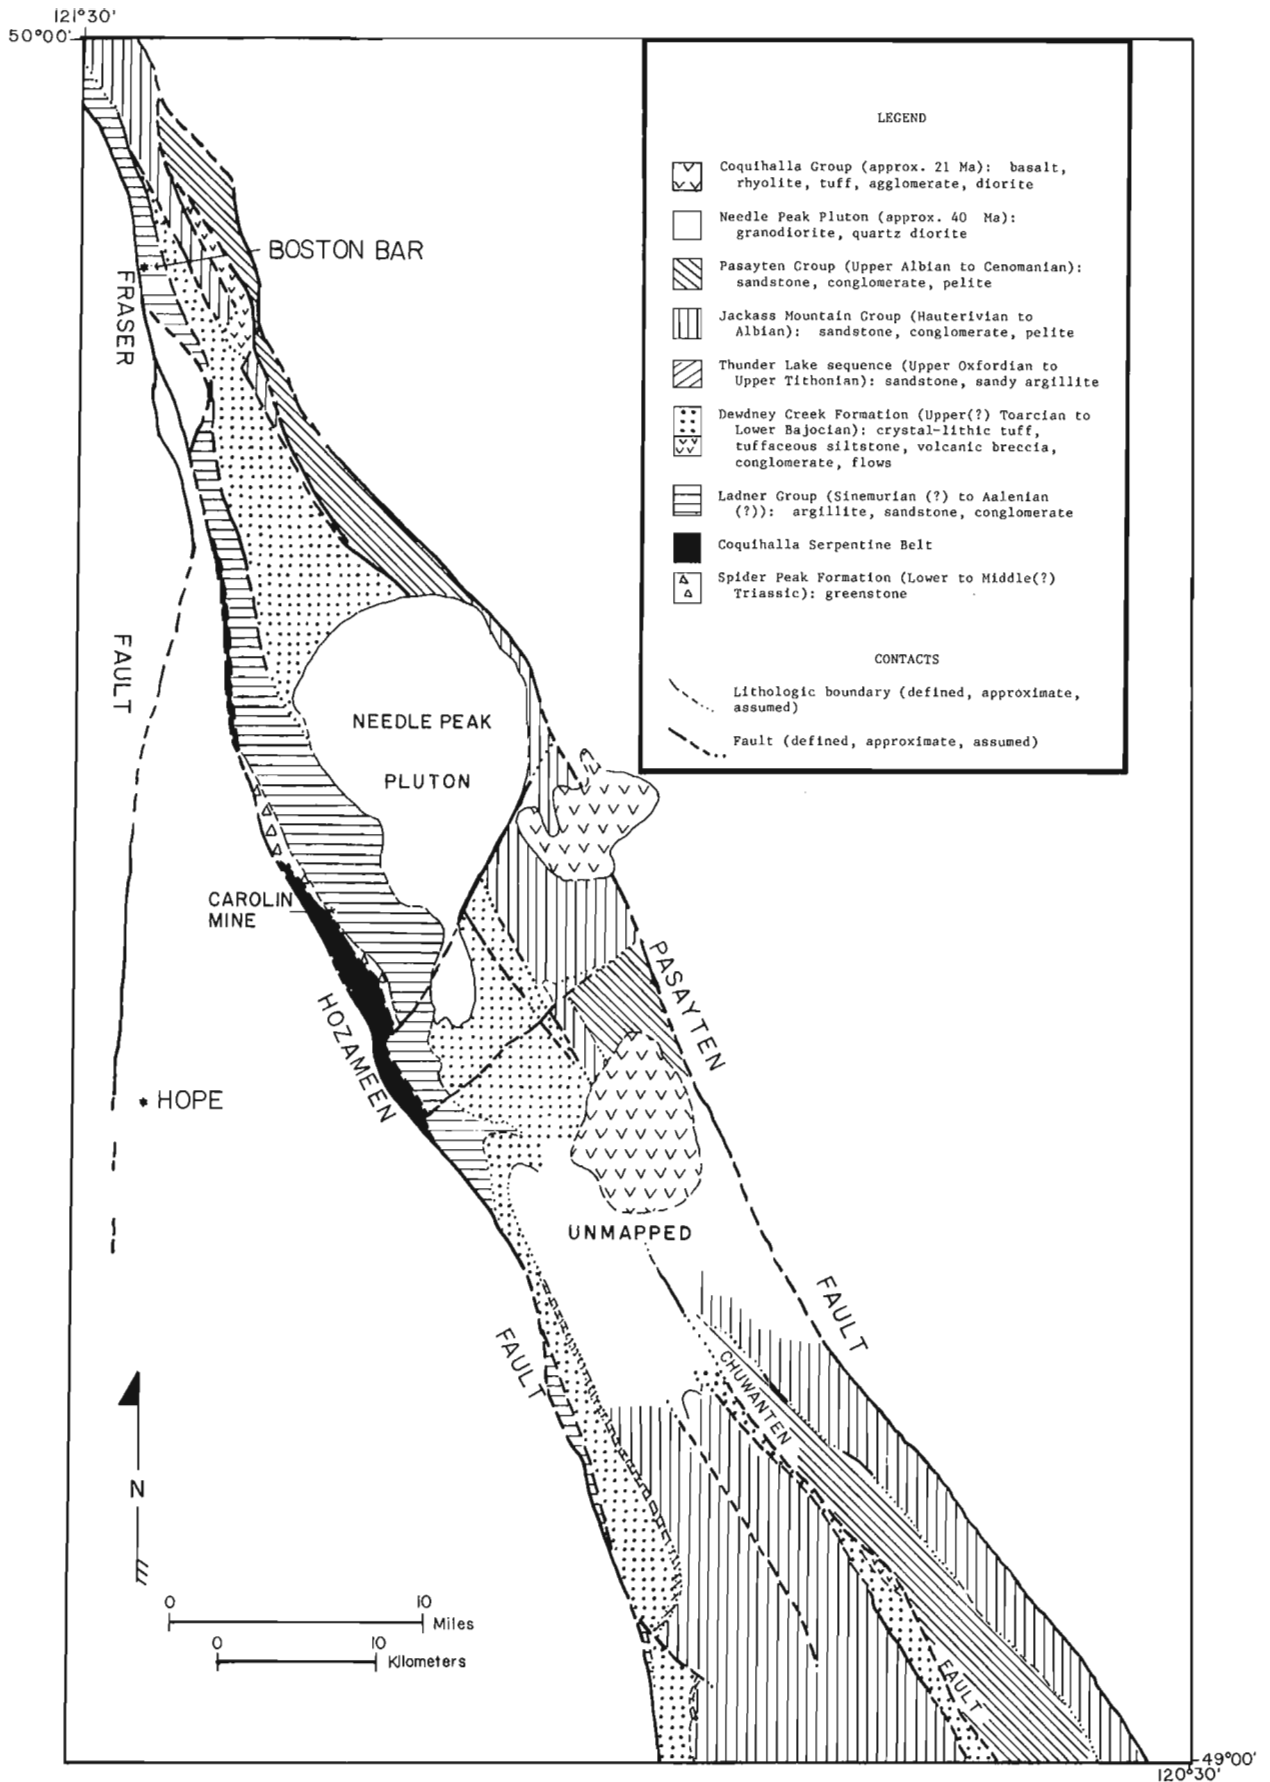 121°30'
50°00'
LEGEND
Coquihalla Group (approx. 21 Ma): basalt,
rhyolite, tuff, agglomerate, diorite
Needle Peak Pluton (approx. 40 Ma):
granodiorite, quartz diorite
Pasayten Group (Upper Albian to Cenomanian):
sandstone, conglomerate, pelite
Jackass Mountain Group (Hauterivian to
Albian): sandstone, conglomerate, pelite
Thunder Lake sequence (Upper Oxfordian to
Upper Tithonian): sandstone, sandy argillite
Dewdney Creek Formation (Upper(?) Toarcian to
Lower Bajocian): crystal-lithic tuff,
tuffaceous siltstone, volcanic breccia,
conglomerate, flows
Ladner Group (Sinemurian (?) to Aalenian
(?)): argillite, sandstone, conglomerate
Coquihalla Serpentine Belt
Spider Peak Formation (Lower to Middle(?)
Triassic): greenstone
CONTACTS
Lithologic boundary (defined, approximate,
assumed)
Fault (defined, approximate, assumed)
BOSTON BAR
FRASER
FAULT
NEEDLE PEAK
PLUTON
CAROLIN
MINE
PASAYTEN
FAULT
HOZAMEEN
FAULT
HOPE
UNMAPPED
CHUWANTEN
FAULT
N
0 10
Miles
0 10
Kilometers
49°00'
120°30'